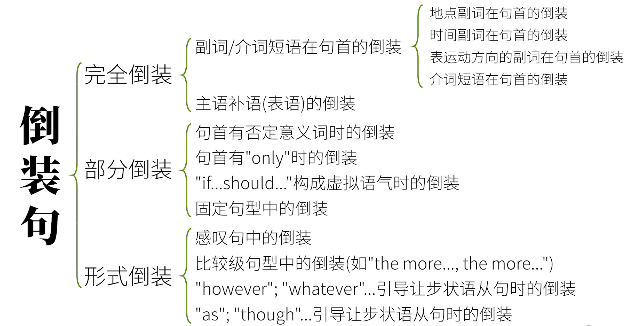 倒装句
完全倒装
副词/介词短语在句首的倒装
地点副词在句首的倒装
时间副词在句首的倒装
表运动方向的副词在句首的倒装
介词短语在句首的倒装
主语补语(表语)的倒装
部分倒装
句首有否定意义词时的倒装
句首有"only"时的倒装
"if...should..."构成虚拟语气时的倒装
固定句型中的倒装
形式倒装
感叹句中的倒装
比较级句型中的倒装(如"the more..., the more...")
"however"; "whatever"...引导让步状语从句时的倒装
"as"; "though"...引导让步状语从句时的倒装